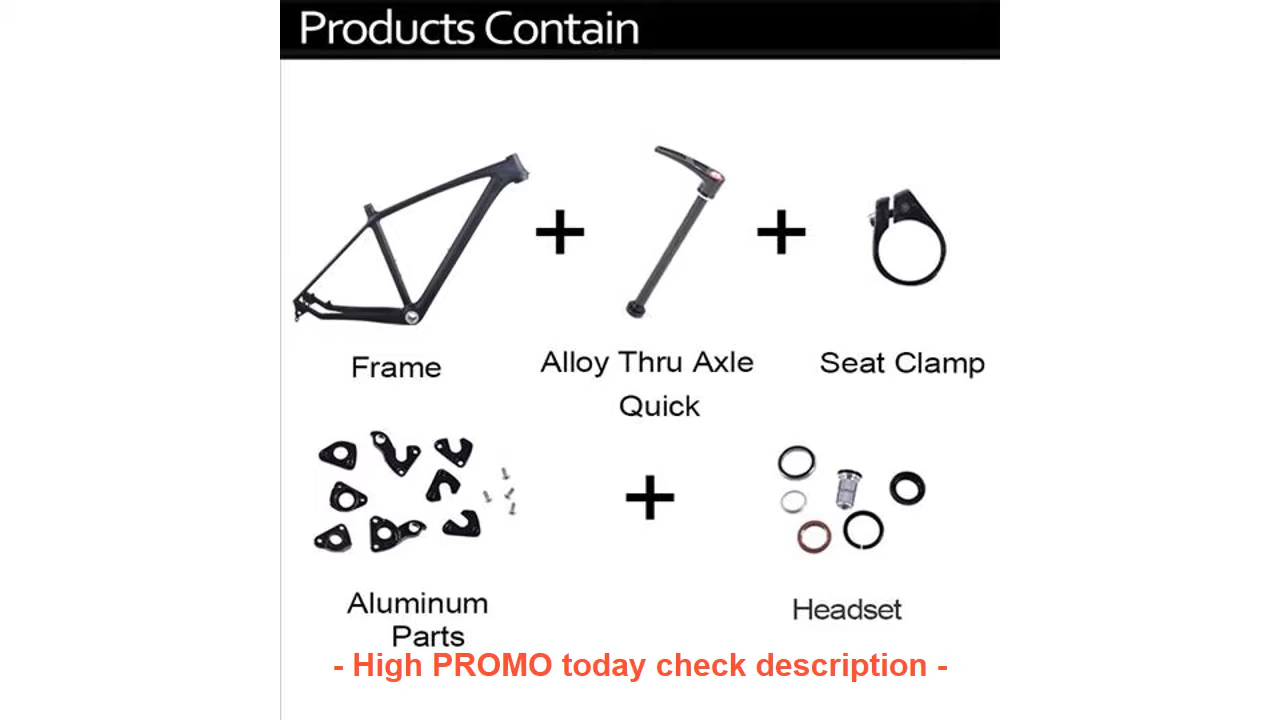 Products Contain
Frame
Alloy Thru Axle
Quick
Seat Clamp
Aluminum
Parts
Headset
- High PROMO today check description -